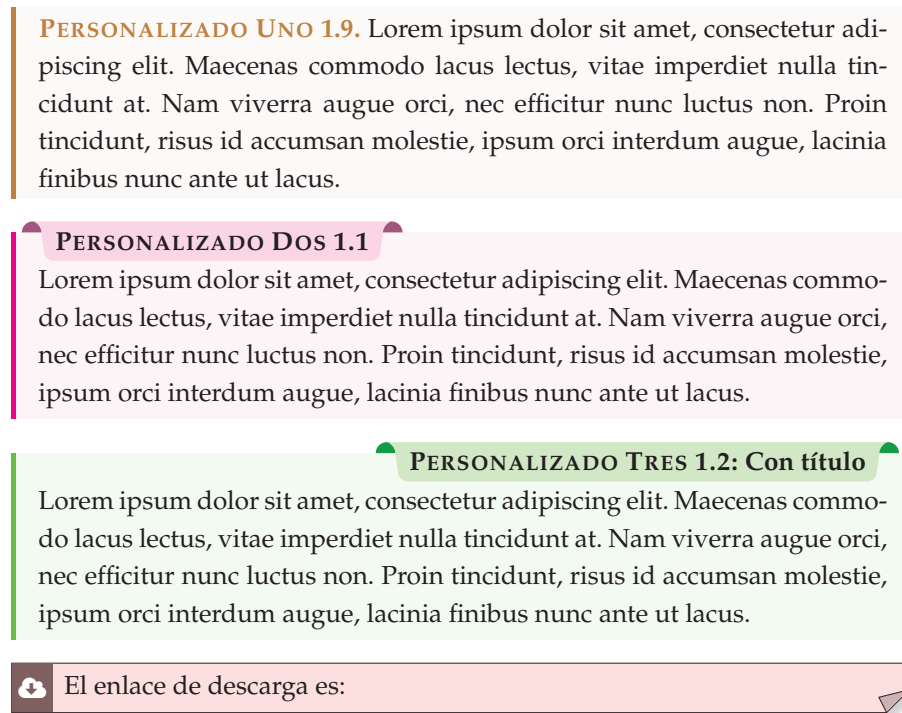 PERSONALIZADO UNO 1.9. Lorem ipsum dolor sit amet, consectetur adi-
piscing elit. Maecenas commodo lacus lectus, vitae imperdiet nulla tin-
cidunt at. Nam viverra augue orci, nec efficitur nunc luctus non. Proin
tincidunt, risus id accumsan molestie, ipsum orci interdum augue, lacinia
finibus nunc ante ut lacus.
PERSONALIZADO DOS 1.1
Lorem ipsum dolor sit amet, consectetur adipiscing elit. Maecenas commo-
do lacus lectus, vitae imperdiet nulla tincidunt at. Nam viverra augue orci,
nec efficitur nunc luctus non. Proin tincidunt, risus id accumsan molestie,
ipsum orci interdum augue, lacinia finibus nunc ante ut lacus.
PERSONALIZADO TRES 1.2: Con título
Lorem ipsum dolor sit amet, consectetur adipiscing elit. Maecenas commo-
do lacus lectus, vitae imperdiet nulla tincidunt at. Nam viverra augue orci,
nec efficitur nunc luctus non. Proin tincidunt, risus id accumsan molestie,
ipsum orci interdum augue, lacinia finibus nunc ante ut lacus.
El enlace de descarga es: